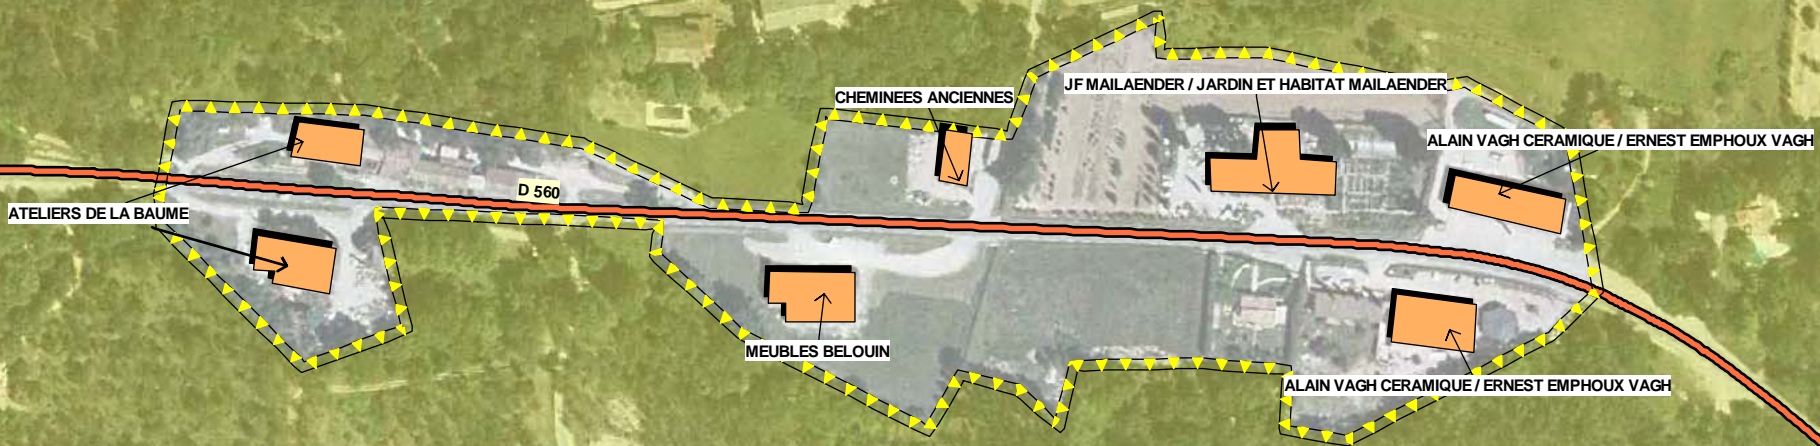 JF MAILAENDER / JARDIN ET HABITAT MAILAENDER
CHEMINEES ANCIENNES
ALAIN VAGH CERAMIQUE / ERNEST EMPHOUX VAGH
D 560
ATELIERS DE LA BAUME
MEUBLES BELOUIN
ALAIN VAGH CERAMIQUE / ERNEST EMPHOUX VAGH